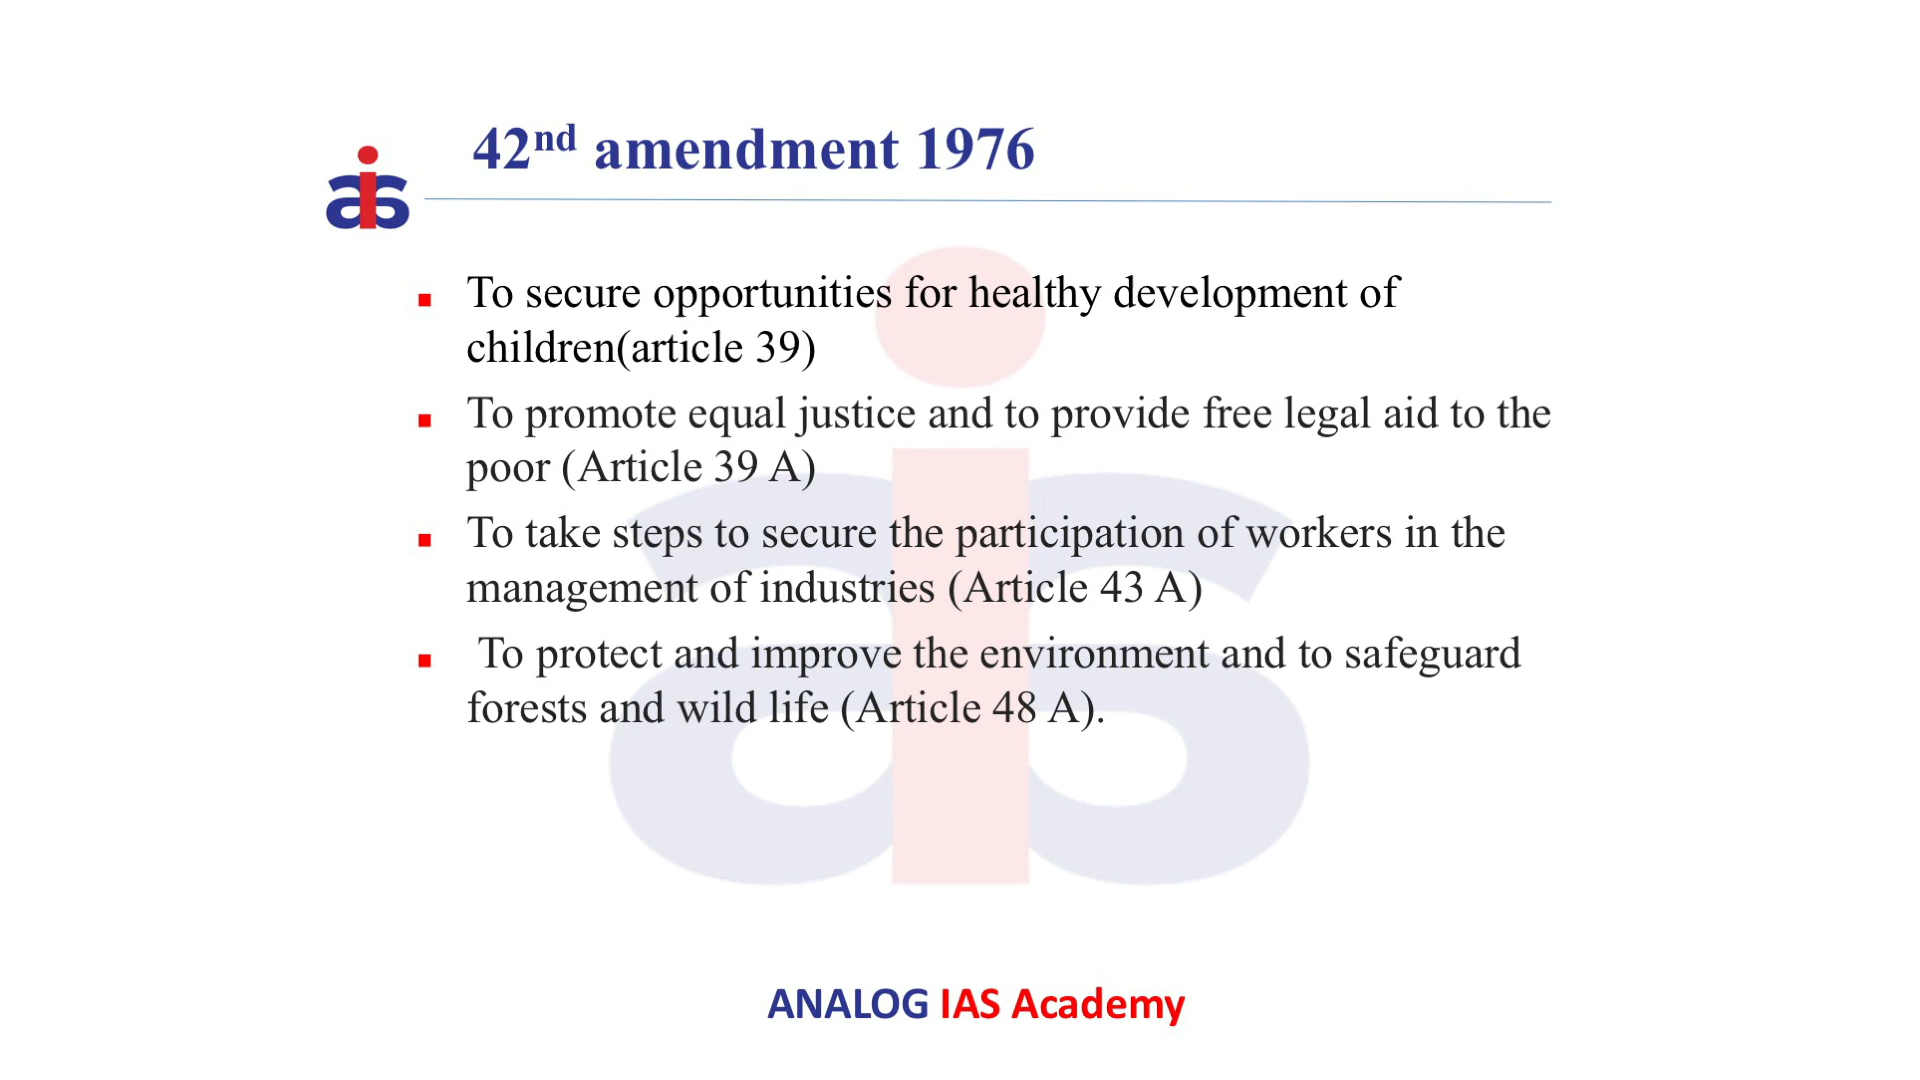 42nd amendment 1976
▪ To secure opportunities for healthy development of
children(article 39)
▪ To promote equal justice and to provide free legal aid to the
poor (Article 39 A)
▪ To take steps to secure the participation of workers in the
management of industries (Article 43 A)
▪ To protect and improve the environment and to safeguard
forests and wild life (Article 48 A).
ANALOG IAS Academy